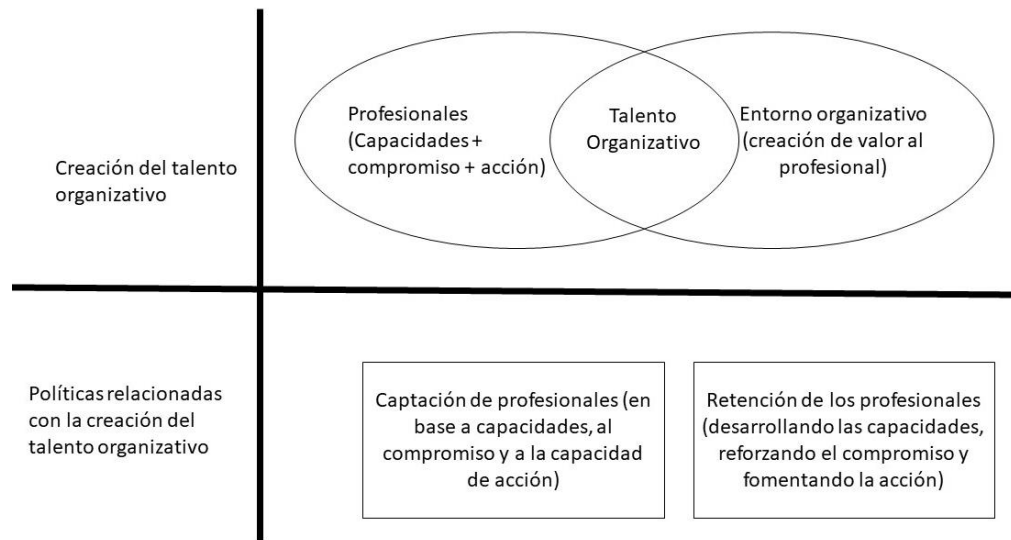 Profesionales
(Capacidades +
compromiso + acción)
Talento
Organizativo
Entorno organizativo
(creación de valor al
profesional)
Creación del talento
organizativo
Políticas relacionadas
con la creación del
talento organizativo
Captación de profesionales (en
base a capacidades, al
compromiso y a la capacidad
de acción)
Retención de los profesionales
(desarrollando las capacidades,
reforzando el compromiso y
fomentando la acción)